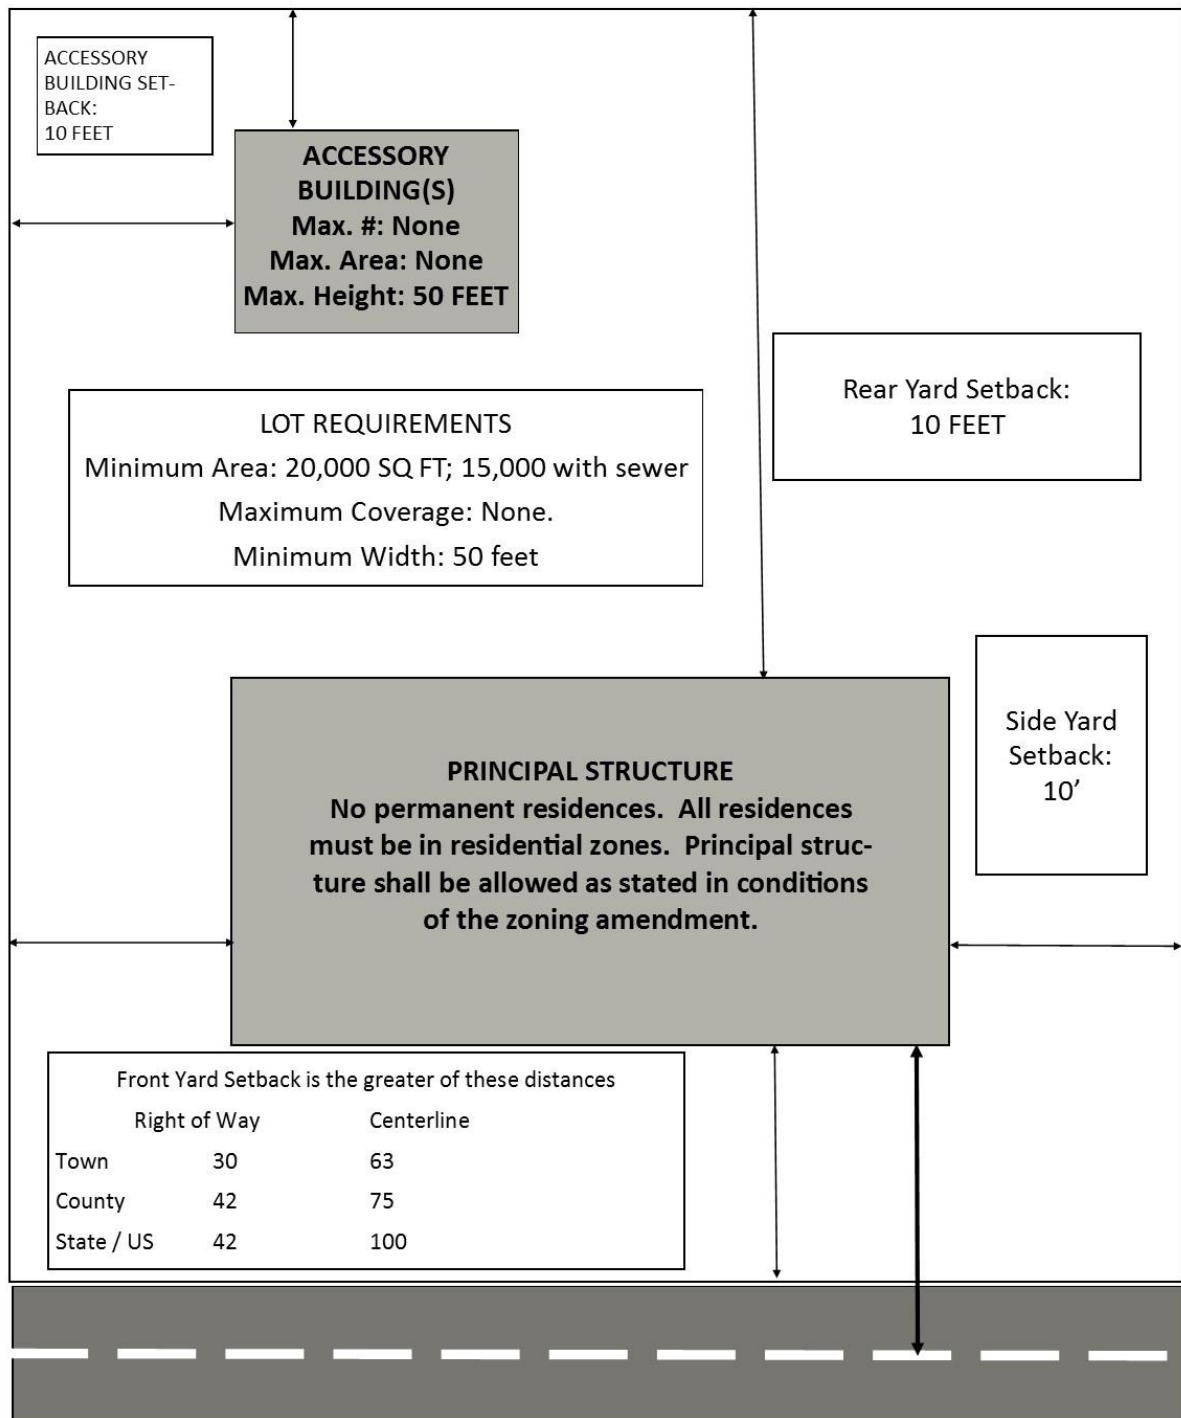 ACCESSORY
BUILDING SET-
BACK:
10 FEET
ACCESSORY
BUILDING(S)
Max. #: None
Max. Area: None
Max. Height: 50 FEET
LOT REQUIREMENTS
Minimum Area: 20,000 SQ FT; 15,000 with sewer
Maximum Coverage: None.
Minimum Width: 50 feet
Rear Yard Setback:
10 FEET
Side Yard
Setback:
10’
PRINCIPAL STRUCTURE
No permanent residences.  All residences
must be in residential zones.  Principal struc-
ture shall be allowed as stated in conditions
of the zoning amendment.
Front Yard Setback is the greater of these distances
Right of Way Centerline
Town 30 63
County 42 75
State / US 42 100